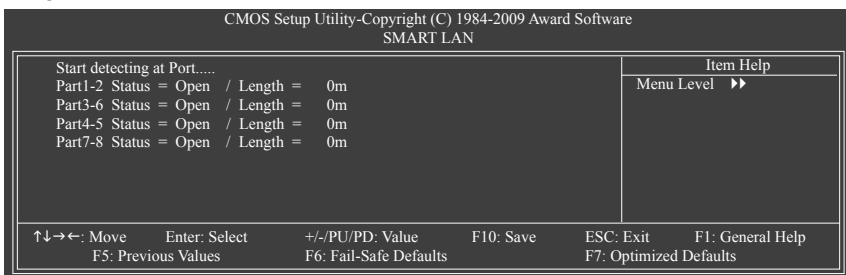 CMOS Setup Utility-Copyright (C) 1984-2009 Award Software
SMART LAN
Start detecting at Port.....
Part1-2 Status = Open / Length = 0m
Part3-6 Status = Open / Length = 0m
Part4-5 Status = Open / Length = 0m
Part7-8 Status = Open / Length = 0m
Item Help
Menu Level ▶▶
↑↓→←: Move Enter: Select +/-/PU/PD: Value F10: Save ESC: Exit F1: General Help
F5: Previous Values F6: Fail-Safe Defaults F7: Optimized Defaults